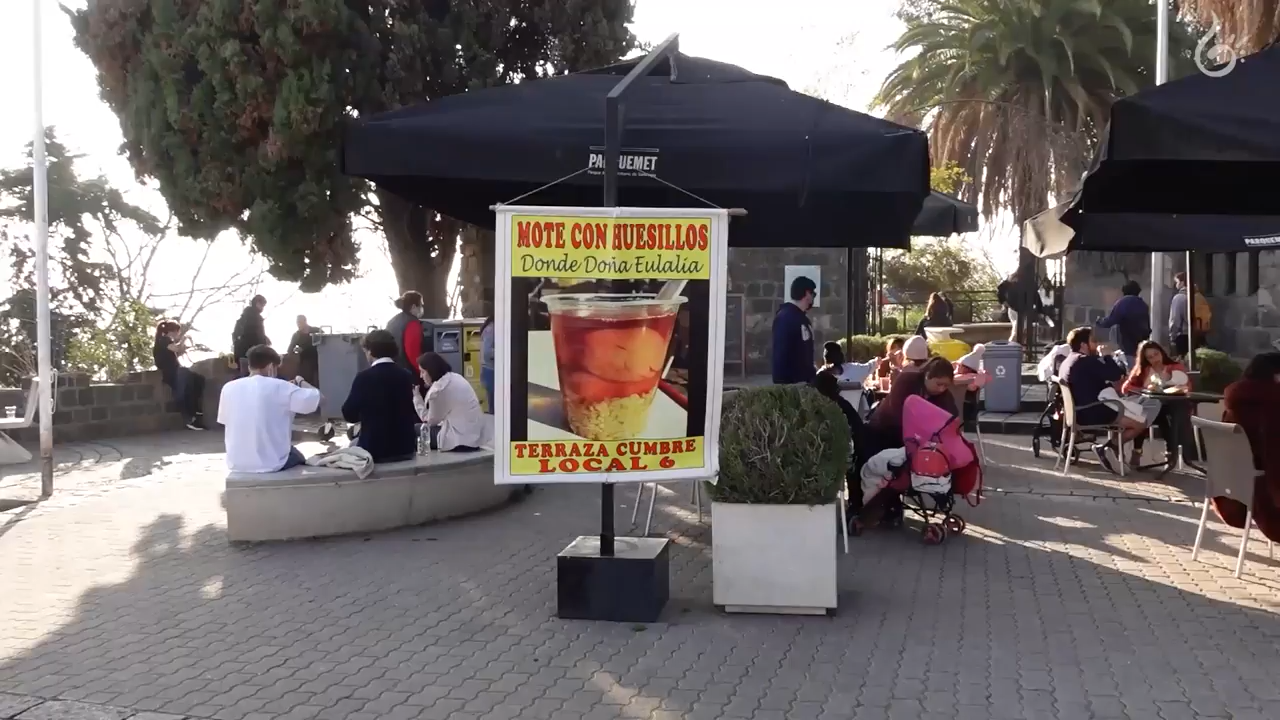 PARQUEMET
MOTE CON HUESILLOS
Donde Doña Eulalia
TERRAZA CUMBRE
LOCAL 6